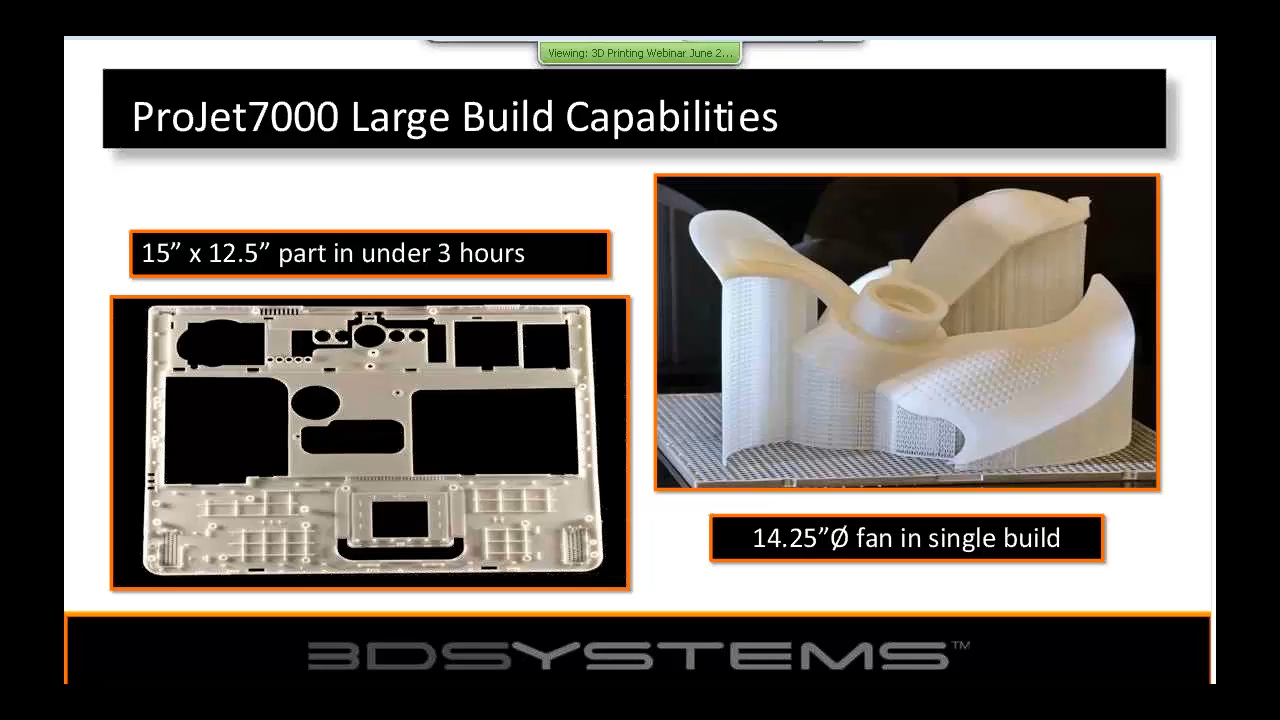 Viewing: 3D Printing Webinar June 2...
ProJet7000 Large Build Capabilities
15” x 12.5” part in under 3 hours
14.25”Ø fan in single build
3DSYSTEMS™